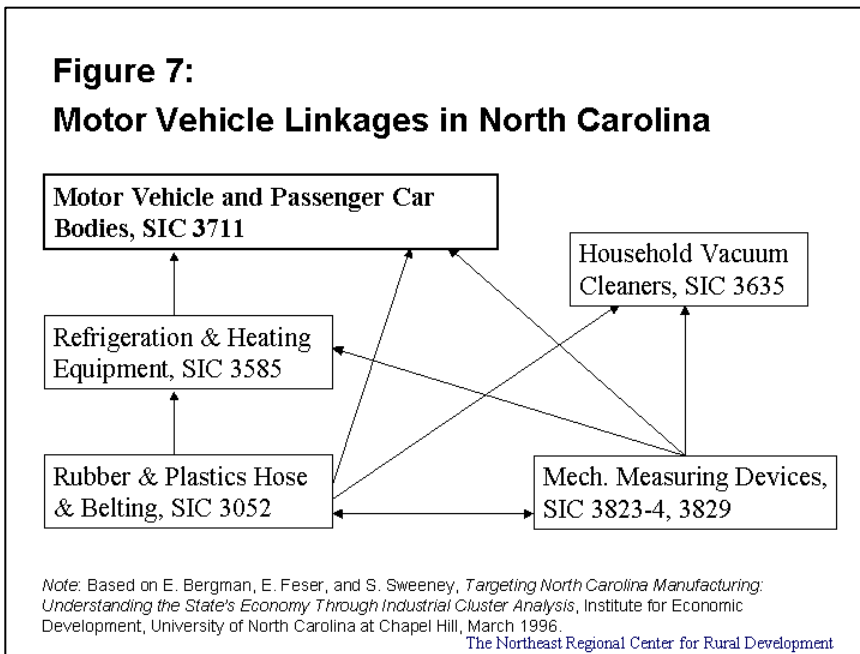 Figure 7:
Motor Vehicle Linkages in North Carolina
Motor Vehicle and Passenger Car
Bodies, SIC 3711
Household Vacuum
Cleaners, SIC 3635
Refrigeration & Heating
Equipment, SIC 3585
Rubber & Plastics Hose
& Belting, SIC 3052
Mech. Measuring Devices,
SIC 3823-4, 3829
Note: Based on E. Bergman, E. Feser, and S. Sweeney, Targeting North Carolina Manufacturing:
Understanding the State's Economy Through Industrial Cluster Analysis, Institute for Economic
Development, University of North Carolina at Chapel Hill, March 1996.
The Northeast Regional Center for Rural Development